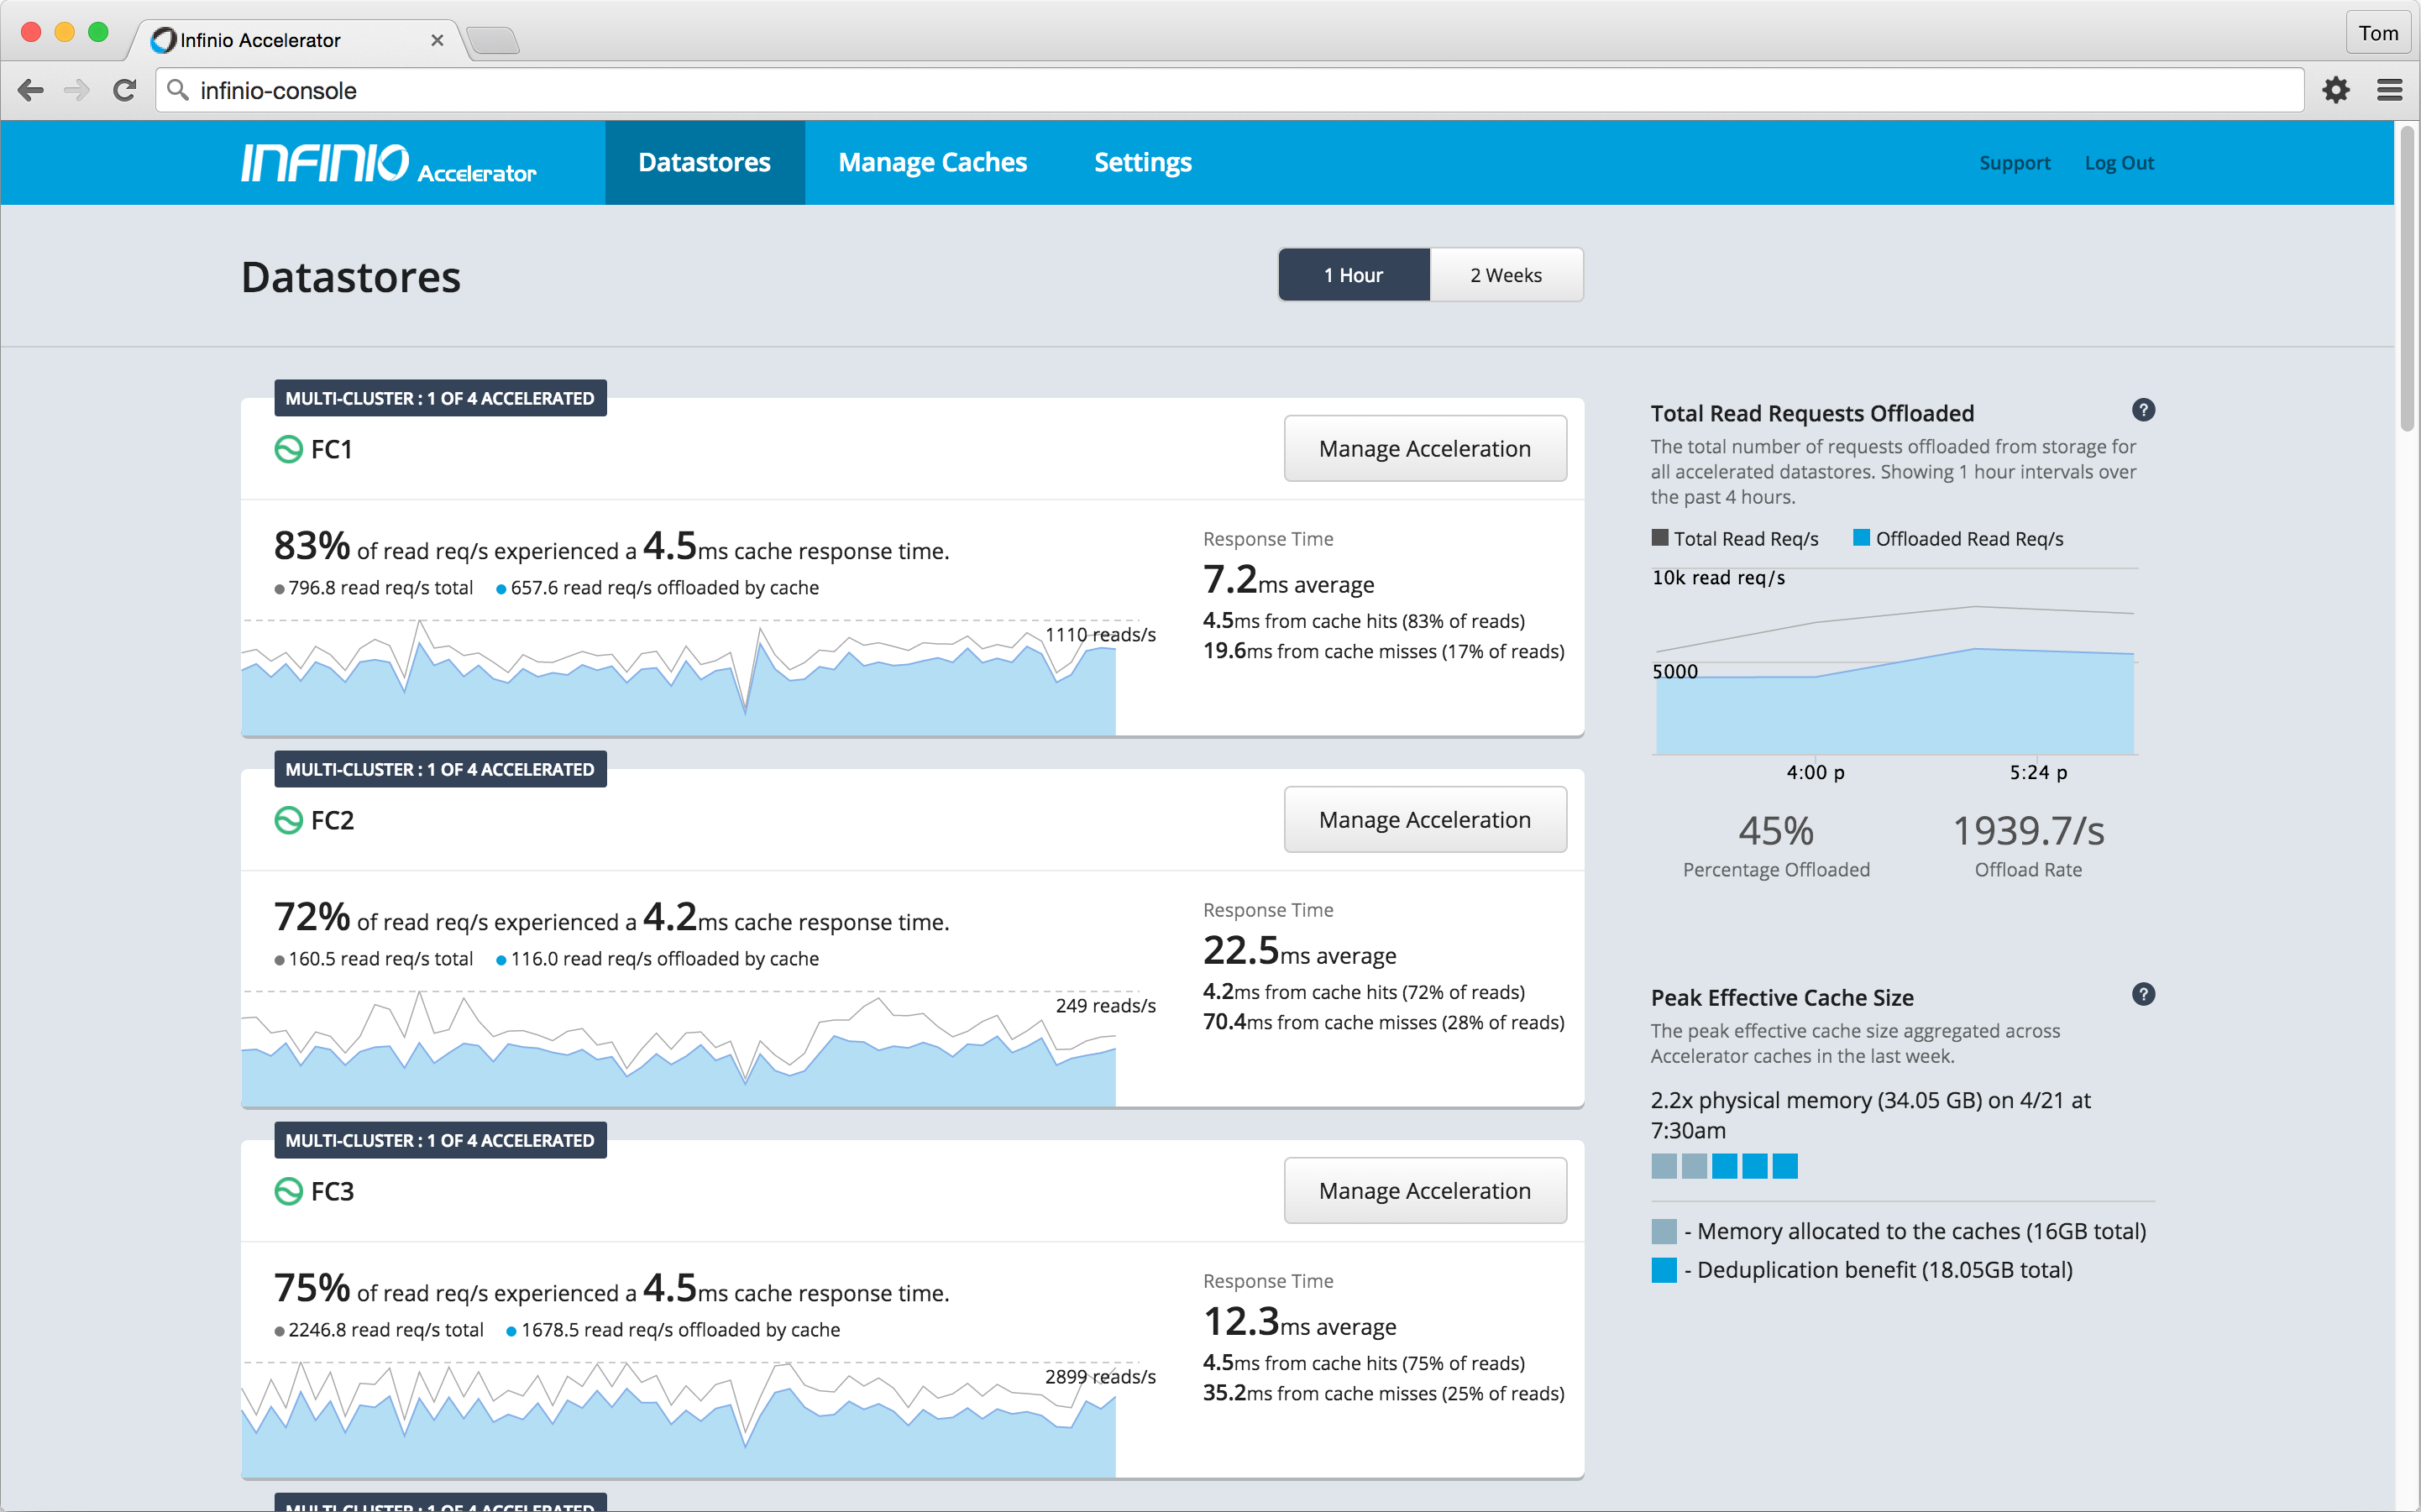 Infinio Accelerator
Tom
infinio-console
INFINIO Accelerator
Datastores
Manage Caches
Settings
Support
Log Out
Datastores
1 Hour
2 Weeks
MULTI-CLUSTER : 1 OF 4 ACCELERATED
FC1
Manage Acceleration
83% of read req/s experienced a 4.5ms cache response time.
796.8 read req/s total
657.6 read req/s offloaded by cache
1110 reads/s
Response Time
7.2ms average
4.5ms from cache hits (83% of reads)
19.6ms from cache misses (17% of reads)
MULTI-CLUSTER : 1 OF 4 ACCELERATED
FC2
Manage Acceleration
72% of read req/s experienced a 4.2ms cache response time.
160.5 read req/s total
116.0 read req/s offloaded by cache
249 reads/s
Response Time
22.5ms average
4.2ms from cache hits (72% of reads)
70.4ms from cache misses (28% of reads)
MULTI-CLUSTER : 1 OF 4 ACCELERATED
FC3
Manage Acceleration
75% of read req/s experienced a 4.5ms cache response time.
2246.8 read req/s total
1678.5 read req/s offloaded by cache
2899 reads/s
Response Time
12.3ms average
4.5ms from cache hits (75% of reads)
35.2ms from cache misses (25% of reads)
MULTI-CLUSTER : 1 OF 4 ACCELERATED
Total Read Requests Offloaded
?
The total number of requests offloaded from storage for
all accelerated datastores. Showing 1 hour intervals over
the past 4 hours.
Total Read Req/s
Offloaded Read Req/s
10k read req/s
5000
4:00 p
5:24 p
45%
Percentage Offloaded
1939.7/s
Offload Rate
Peak Effective Cache Size
?
The peak effective cache size aggregated across
Accelerator caches in the last week.
2.2x physical memory (34.05 GB) on 4/21 at
7:30am
- Memory allocated to the caches (16GB total)
- Deduplication benefit (18.05GB total)